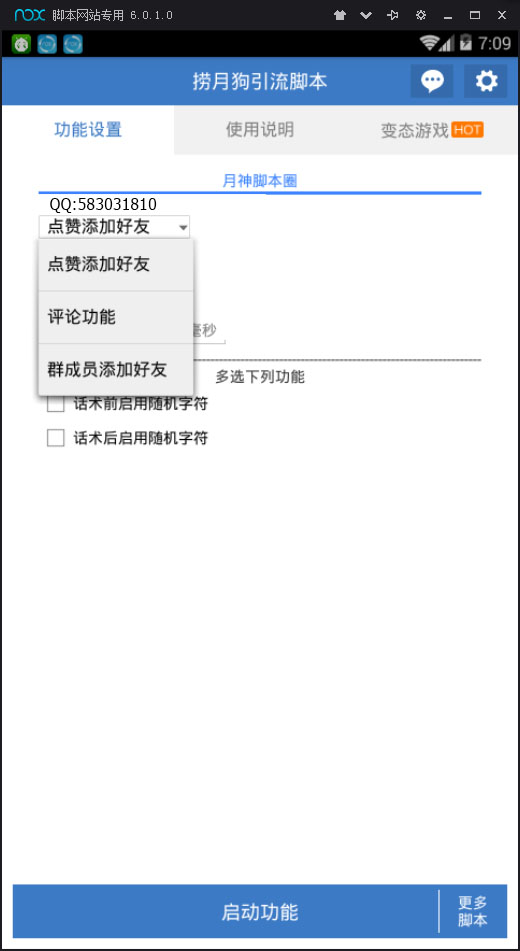 nox 脚本网站专用 6.0.1.0
7:09
捞月狗引流脚本
功能设置 使用说明 变态游戏 HOT
月神脚本圈
QQ:583031810
点赞添加好友
点赞添加好友
评论功能
毫秒
群成员添加好友
多选下列功能
话术前启用随机字符
话术后启用随机字符
启动功能 更多
脚本